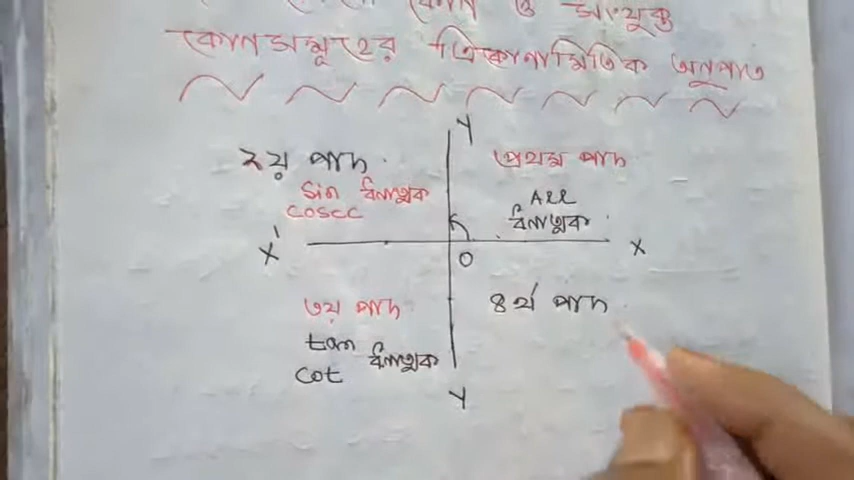 কোণ ও সংযুক্ত
কোণসমূহের ত্রিকোণমিতিক অনুপাত
Y
২য় পাদ
প্রথম পাদ
sin ধনাত্মক
cosec
All
ধনাত্মক
X'
O
X
৩য় পাদ
৪র্থ পাদ
tan
cot ধনাত্মক
Y